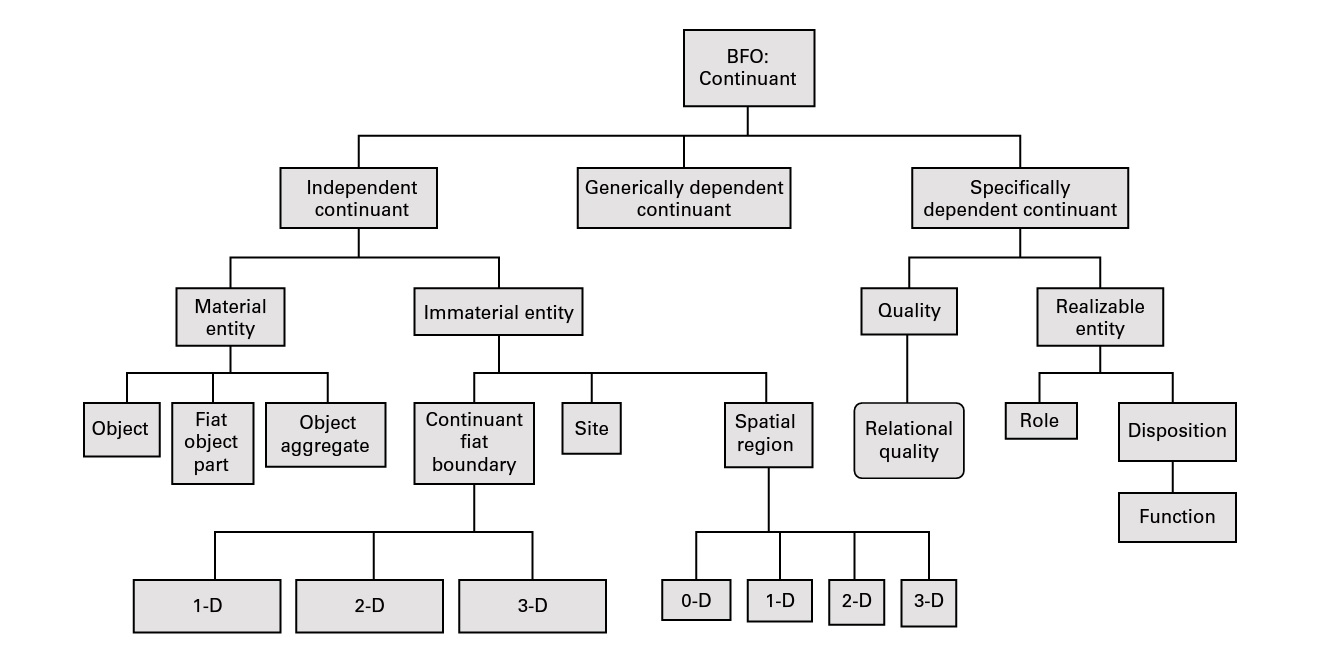 BFO:
Continuant
Independent
continuant
Generically dependent
continuant
Specifically
dependent continuant
Material
entity
Immaterial entity
Quality
Realizable
entity
Object
Fiat
object
part
Object
aggregate
Continuant
fiat
boundary
Site
Spatial
region
Relational
quality
Role
Disposition
Function
1-D
2-D
3-D
0-D
1-D
2-D
3-D